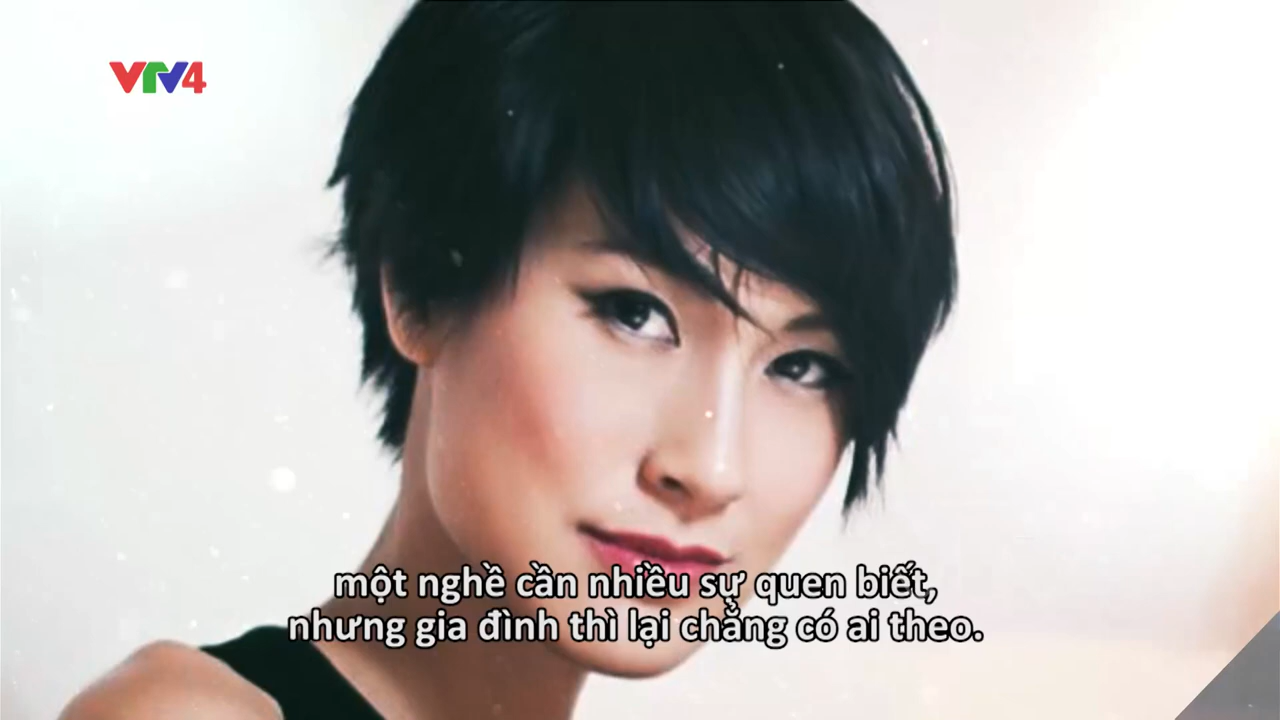 VTV4
một nghề cần nhiều sự quen biết,
nhưng gia đình thì lại chẳng có ai theo.